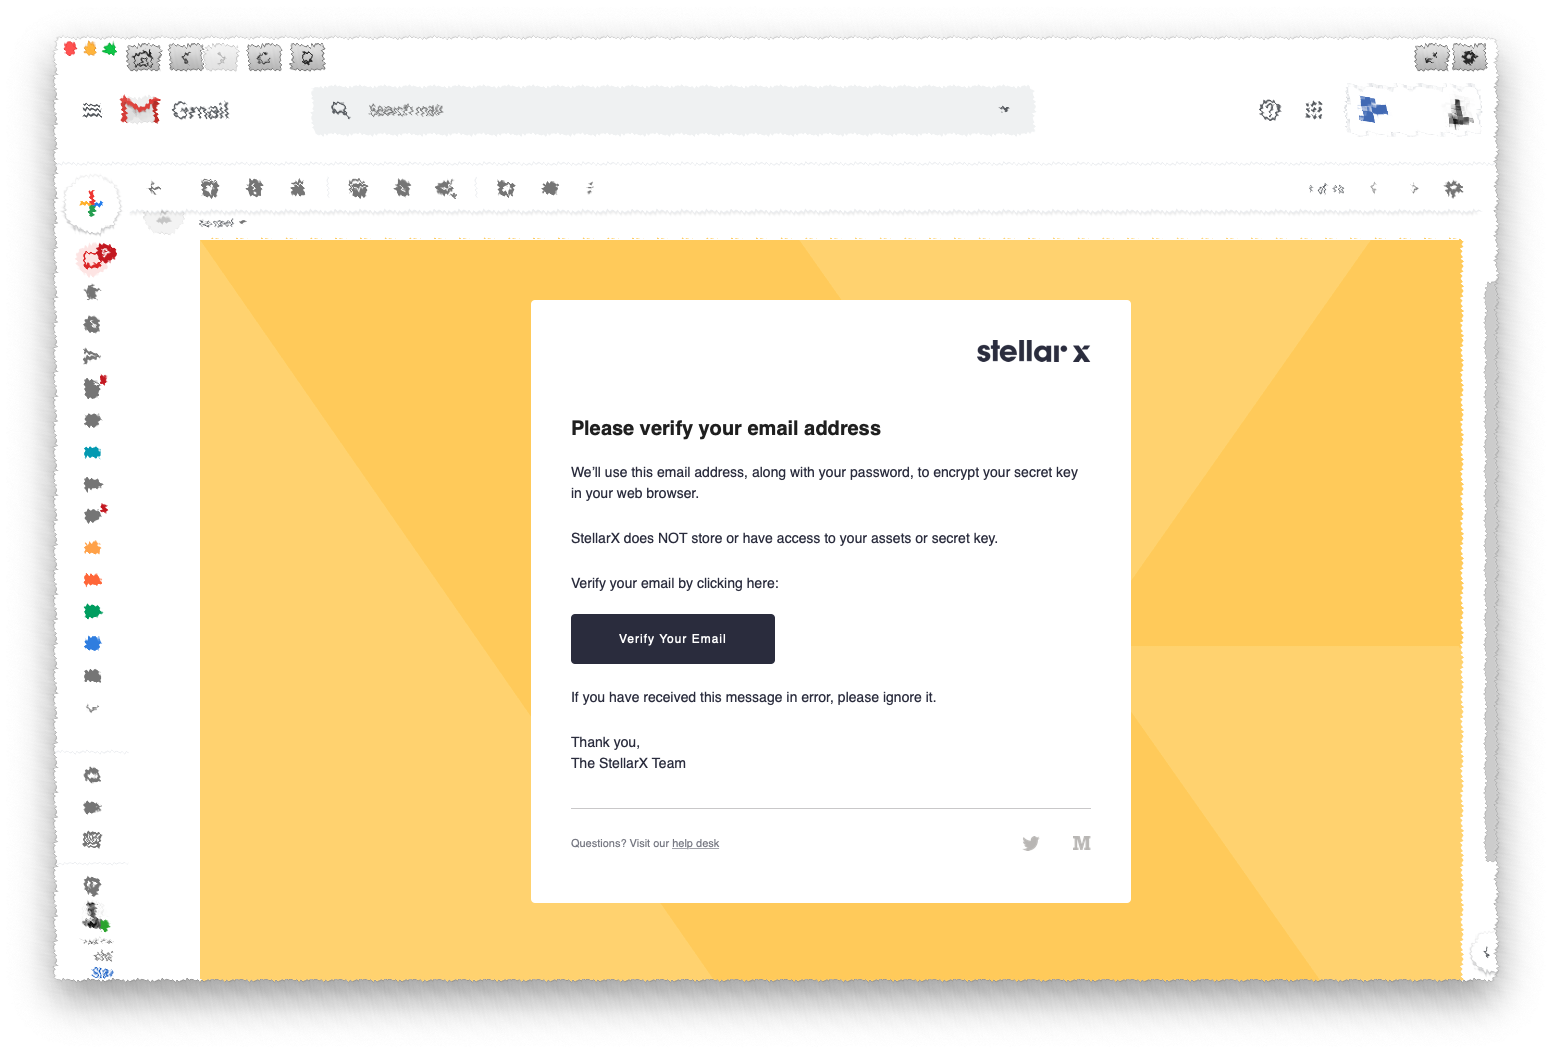 Gmail
Search mail
stellar x
Please verify your email address
We’ll use this email address, along with your password, to encrypt your secret key
in your web browser.
StellarX does NOT store or have access to your assets or secret key.
Verify your email by clicking here:
Verify Your Email
If you have received this message in error, please ignore it.
Thank you,
The StellarX Team
Questions? Visit our help desk